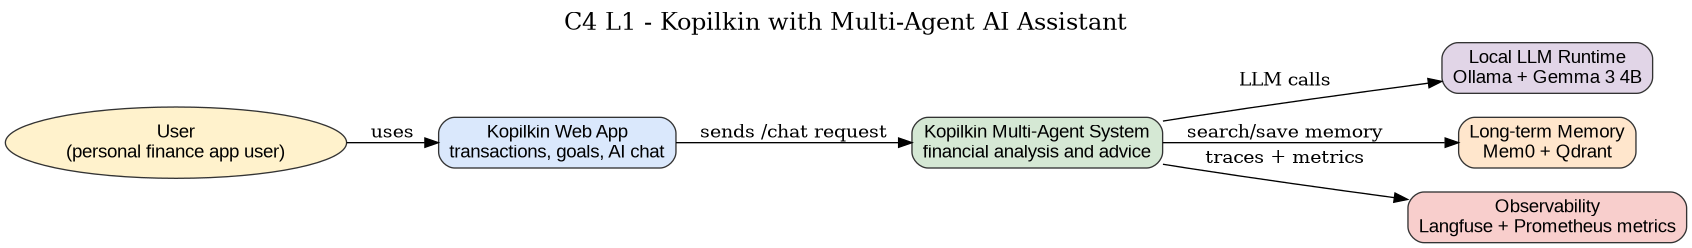 C4 L1 - Kopilkin with Multi-Agent AI Assistant
User
(personal finance app user)
uses
Kopilkin Web App
transactions, goals, AI chat
sends /chat request
Kopilkin Multi-Agent System
financial analysis and advice
LLM calls
search/save memory
traces + metrics
Local LLM Runtime
Ollama + Gemma 3 4B
Long-term Memory
Mem0 + Qdrant
Observability
Langfuse + Prometheus metrics